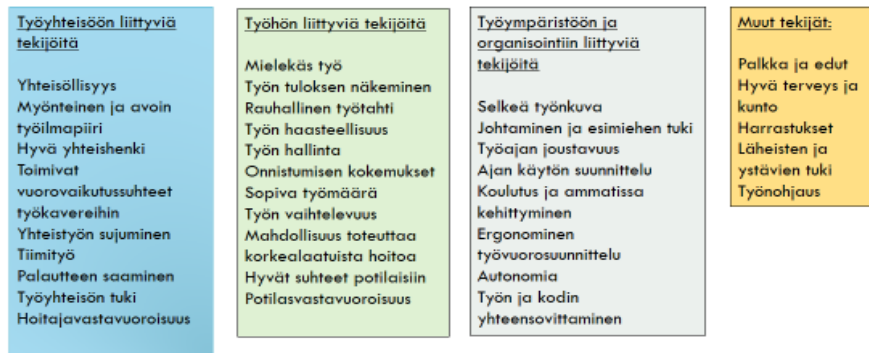 Työyhteisöön liittyviä
tekijöitä
Yhteisöllisyys
Myönteinen ja avoin
työilmapiiri
Hyvä yhteishenki
Toimivat
vuorovaikutussuhteet
työkavereihin
Yhteistyön sujuminen
Tiimityö
Palautteen saaminen
Työyhteisön tuki
Hoitajavastavuoroisuus
Työhön liittyviä tekijöitä
Mielekäs työ
Työn tuloksen näkeminen
Rauhallinen työtahti
Työn haasteellisuus
Työn hallinta
Onnistumisen kokemukset
Sopiva työmäärä
Työn vaihtelevuus
Mahdollisuus toteuttaa
korkealaatuista hoitoa
Hyvät suhteet potilaisiin
Potilasvastavuoroisuus
Työympäristöön ja
organisointiin liittyviä
tekijöitä
Selkeä työnkuva
Johtaminen ja esimiehen tuki
Työajan joustavuus
Ajan käytön suunnittelu
Koulutus ja ammatissa
kehittyminen
Ergonominen
työvuorosuunnittelu
Autonomia
Työn ja kodin
yhteensovittaminen
Muut tekijät:
Palkka ja edut
Hyvä terveys ja
kunto
Harrastukset
Läheisten ja
ystävien tuki
Työnohjaus